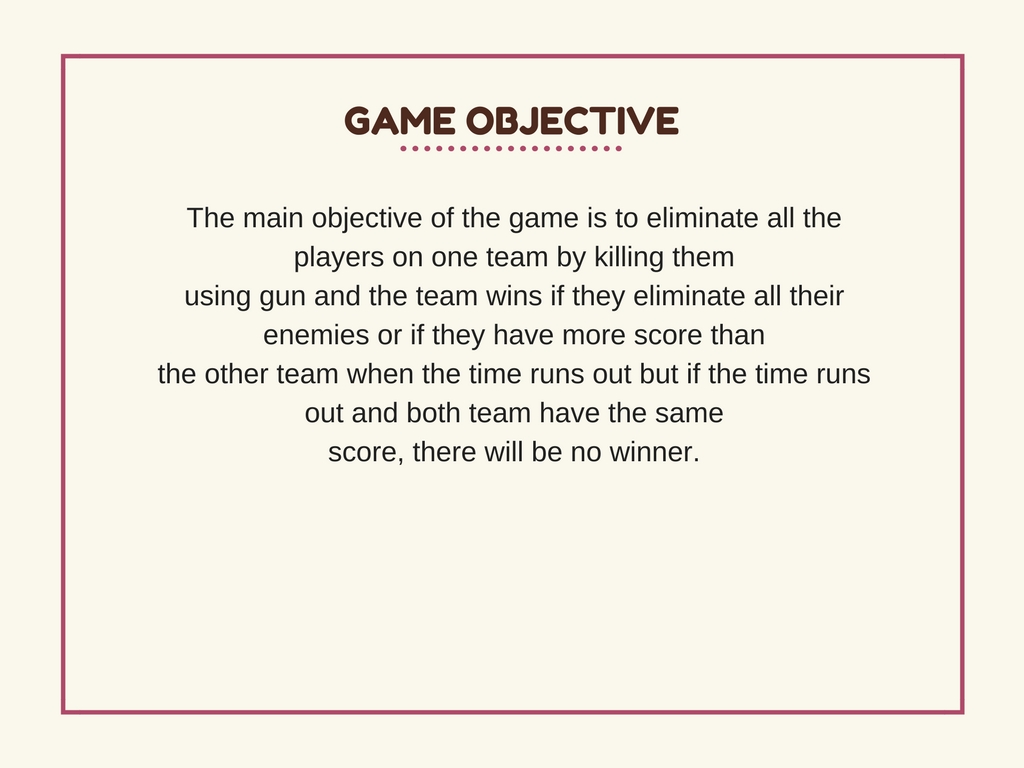 GAME OBJECTIVE
The main objective of the game is to eliminate all the
players on one team by killing them
using gun and the team wins if they eliminate all their
enemies or if they have more score than
the other team when the time runs out but if the time runs
out and both team have the same
score, there will be no winner.